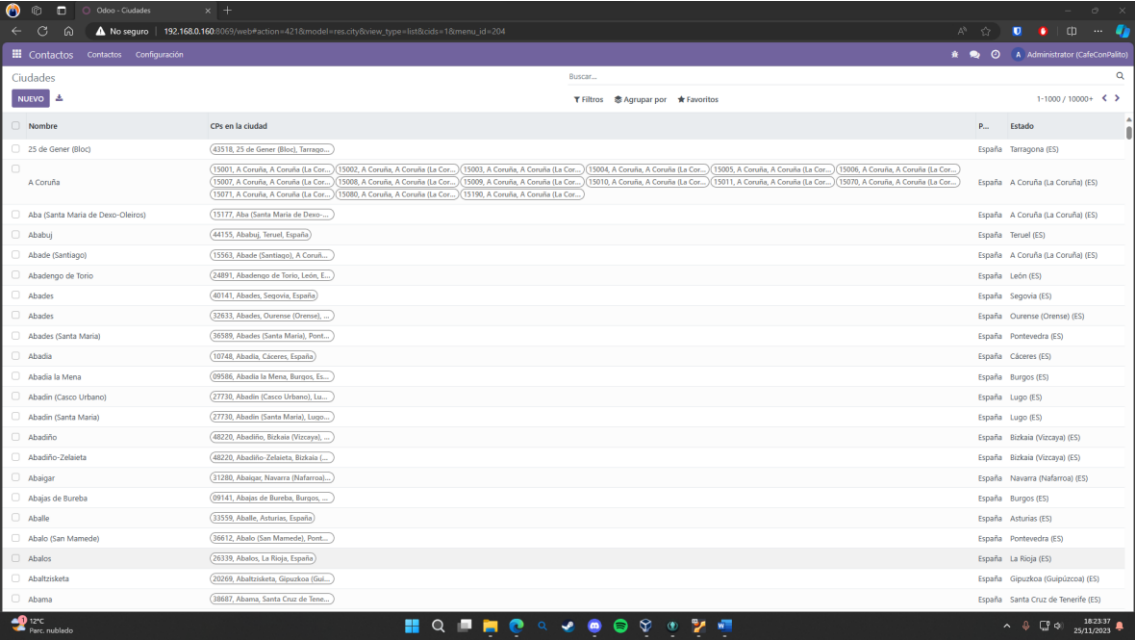 Odoo - Ciudades
No seguro 192.168.0.160:8069/web#action=421&model=res.city&view_type=list&cids=1&menu_id=204
Contactos Contactos Configuración A Administrator (CafeConPalito)
Ciudades Buscar...
NUEVO Filtros Agrupar por Favoritos 1-1000 / 10000+
Nombre CPs en la ciudad P... Estado
25 de Gener (Bloc) 43518, 25 de Gener (Bloc), Tarrago... España Tarragona (ES)
15001, A Coruña, A Coruña (La Cor... 15002, A Coruña, A Coruña (La Cor... 15003, A Coruña, A Coruña (La Cor... 15004, A Coruña, A Coruña (La Cor... 15005, A Coruña, A Coruña (La Cor... 15006, A Coruña, A Coruña (La Cor...
A Coruña 15007, A Coruña, A Coruña (La Cor... 15008, A Coruña, A Coruña (La Cor... 15009, A Coruña, A Coruña (La Cor... 15010, A Coruña, A Coruña (La Cor... 15011, A Coruña, A Coruña (La Cor... 15070, A Coruña, A Coruña (La Cor... España A Coruña (La Coruña) (ES)
15071, A Coruña, A Coruña (La Cor... 15080, A Coruña, A Coruña (La Cor... 15190, A Coruña, A Coruña (La Cor...
Aba (Santa Maria de Dexo-Oleiros) 15177, Aba (Santa Maria de Dexo-... España A Coruña (La Coruña) (ES)
Ababuj 44155, Ababuj, Teruel, España España Teruel (ES)
Abade (Santiago) 15563, Abade (Santiago), A Coruñ... España A Coruña (La Coruña) (ES)
Abadengo de Torio 24891, Abadengo de Torio, León, E... España León (ES)
Abades 40141, Abades, Segovia, España España Segovia (ES)
Abades 32633, Abades, Ourense (Orense), ... España Ourense (Orense) (ES)
Abades (Santa Maria) 36589, Abades (Santa Maria), Pont... España Pontevedra (ES)
Abadia 10748, Abadia, Cáceres, España España Cáceres (ES)
Abadia la Mena 09586, Abadia la Mena, Burgos, Es... España Burgos (ES)
Abadin (Casco Urbano) 27730, Abadin (Casco Urbano), Lu... España Lugo (ES)
Abadin (Santa Maria) 27730, Abadin (Santa Maria), Lugo... España Lugo (ES)
Abadiño 48220, Abadiño, Bizkaia (Vizcaya), ... España Bizkaia (Vizcaya) (ES)
Abadiño-Zelaieta 48220, Abadiño-Zelaieta, Bizkaia (... España Bizkaia (Vizcaya) (ES)
Abaigar 31280, Abaigar, Navarra (Nafarroa)... España Navarra (Nafarroa) (ES)
Abajas de Bureba 09141, Abajas de Bureba, Burgos, ... España Burgos (ES)
Aballe 33559, Aballe, Asturias, España España Asturias (ES)
Abalo (San Mamede) 36612, Abalo (San Mamede), Pont... España Pontevedra (ES)
Abalos 26339, Abalos, La Rioja, España España La Rioja (ES)
Abaltzisketa 20269, Abaltzisketa, Gipuzkoa (Gui... España Gipuzkoa (Guipúzcoa) (ES)
Abama 38687, Abama, Santa Cruz de Tene... España Santa Cruz de Tenerife (ES)
1 12°C 18:23:37
Parc. nublado 25/11/2023